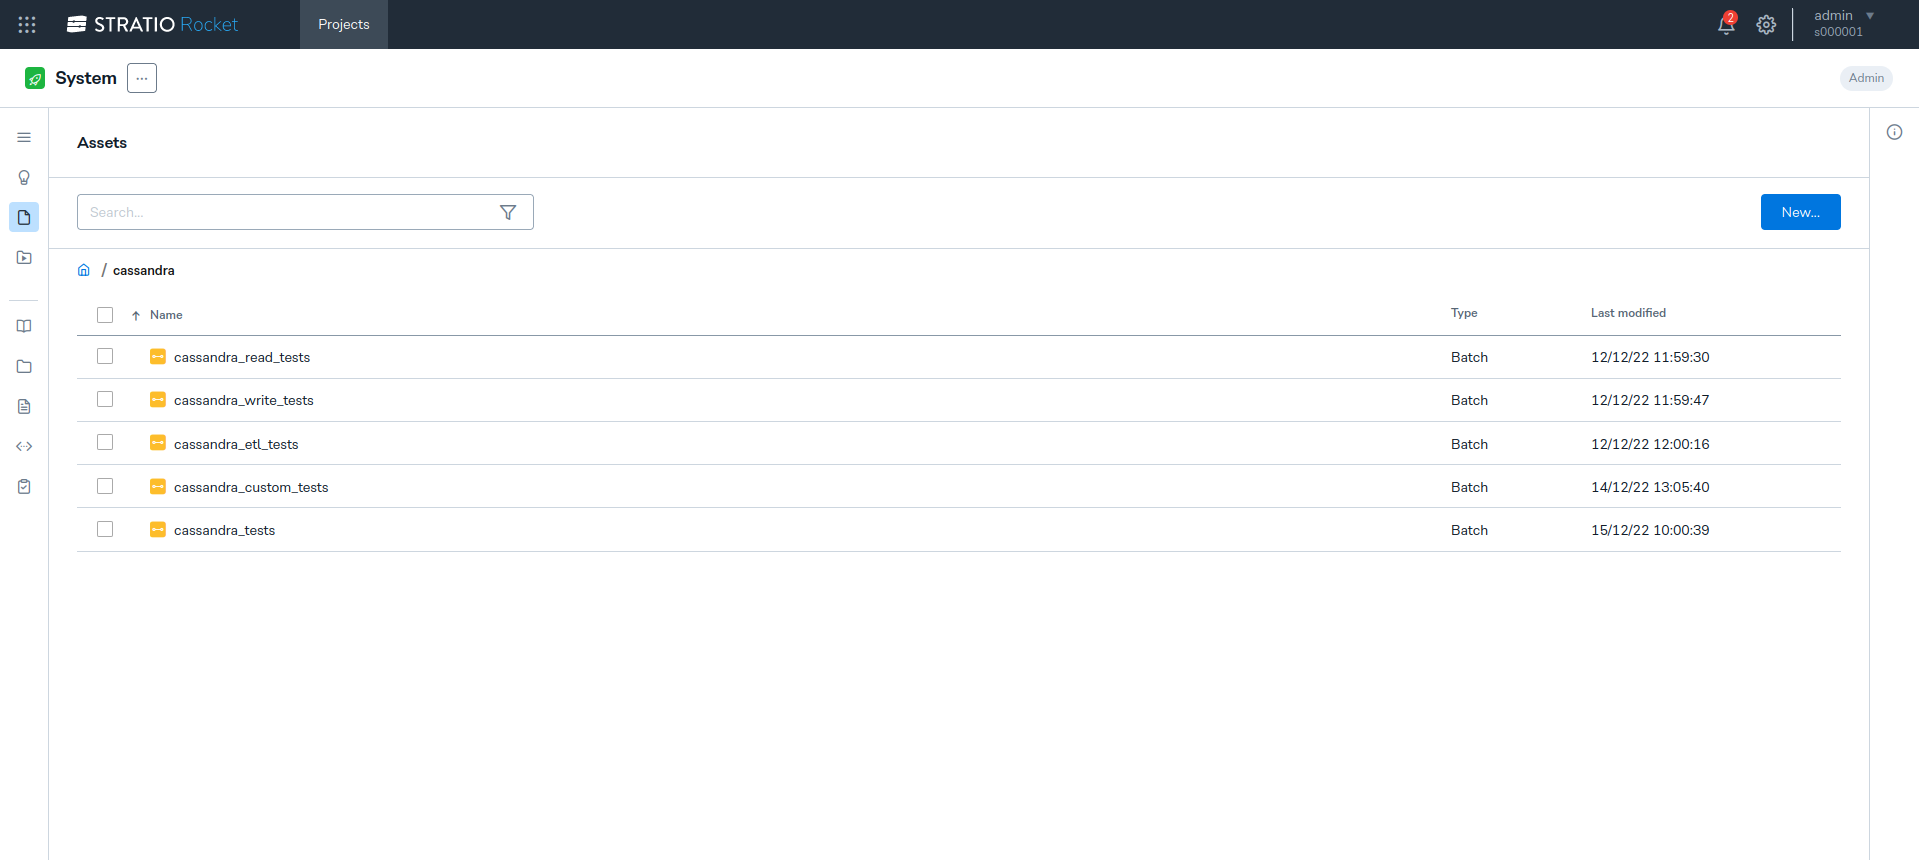 STRATIO Rocket
Projects
2
admin
s000001
System
...
Admin
Assets
Search...
New...
/ cassandra
Name Type Last modified
cassandra_read_tests Batch 12/12/22 11:59:30
cassandra_write_tests Batch 12/12/22 11:59:47
cassandra_etl_tests Batch 12/12/22 12:00:16
cassandra_custom_tests Batch 14/12/22 13:05:40
cassandra_tests Batch 15/12/22 10:00:39